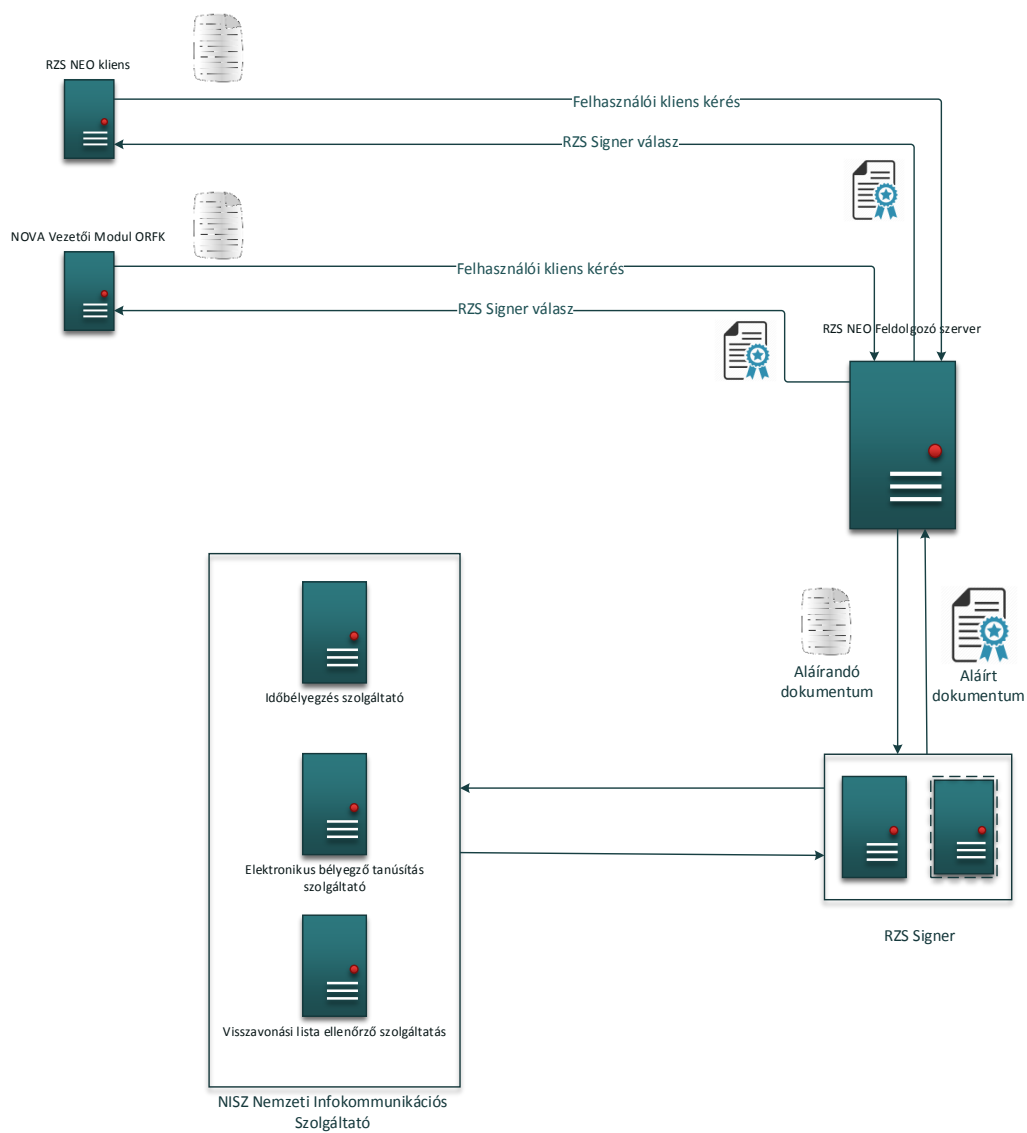 RZS NEO kliens
Felhasználói kliens kérés
RZS Signer válasz
NOVA Vezetői Modul ORFK
Felhasználói kliens kérés
RZS Signer válasz
RZS NEO Feldolgozó szerver
Időbélyegzés szolgáltató
Aláírandó
dokumentum
Aláírt
dokumentum
Elektronikus bélyegző tanúsítás
szolgáltató
RZS Signer
Visszavonási lista ellenőrző szolgáltatás
NISZ Nemzeti Infokommunikációs
Szolgáltató